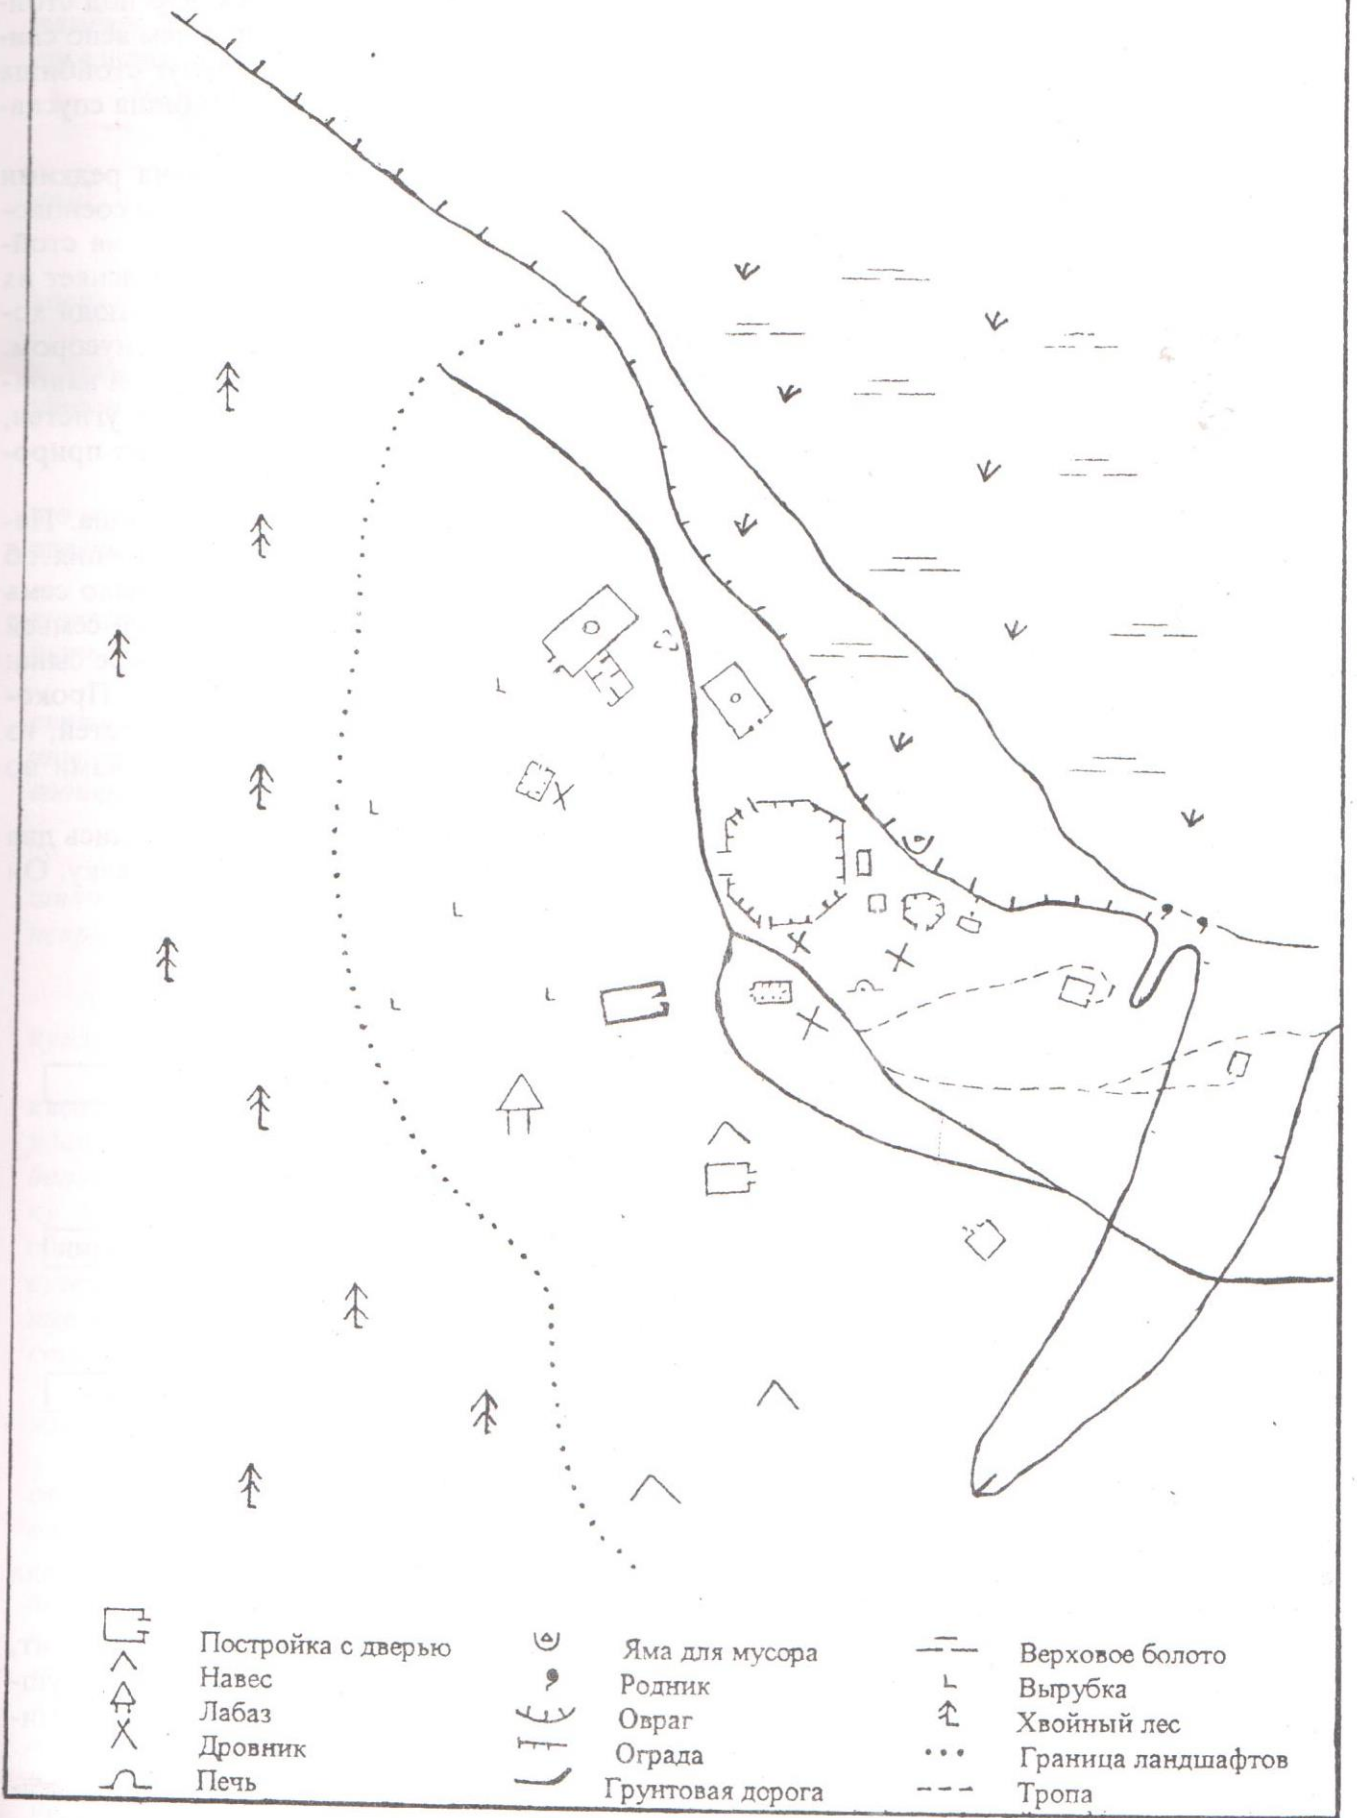 Постройка с дверью
Навес
Лабаз
Дровник
Печь
Яма для мусора
Родник
Овраг
Ограда
Грунтовая дорога
Верховое болото
Вырубка
Хвойный лес
Граница ландшафтов
Тропа